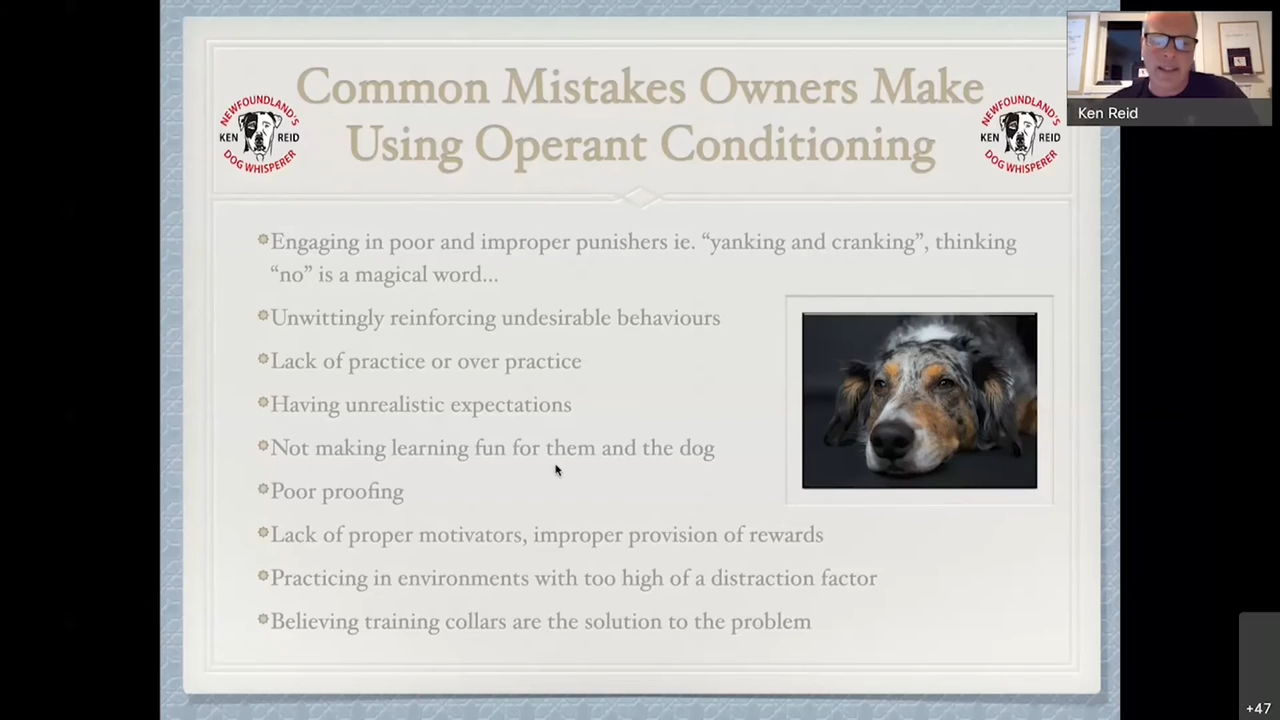 Common Mistakes Owners Make
Using Operant Conditioning
NEWFOUNDLAND'S
KEN REID
DOG WHISPERER
NEWFOUNDLAND'S
KEN REID
DOG WHISPERER
Ken Reid
Engaging in poor and improper punishers ie. “yanking and cranking”, thinking
“no” is a magical word...
Unwittingly reinforcing undesirable behaviours
Lack of practice or over practice
Having unrealistic expectations
Not making learning fun for them and the dog
Poor proofing
Lack of proper motivators, improper provision of rewards
Practicing in environments with too high of a distraction factor
Believing training collars are the solution to the problem
+47